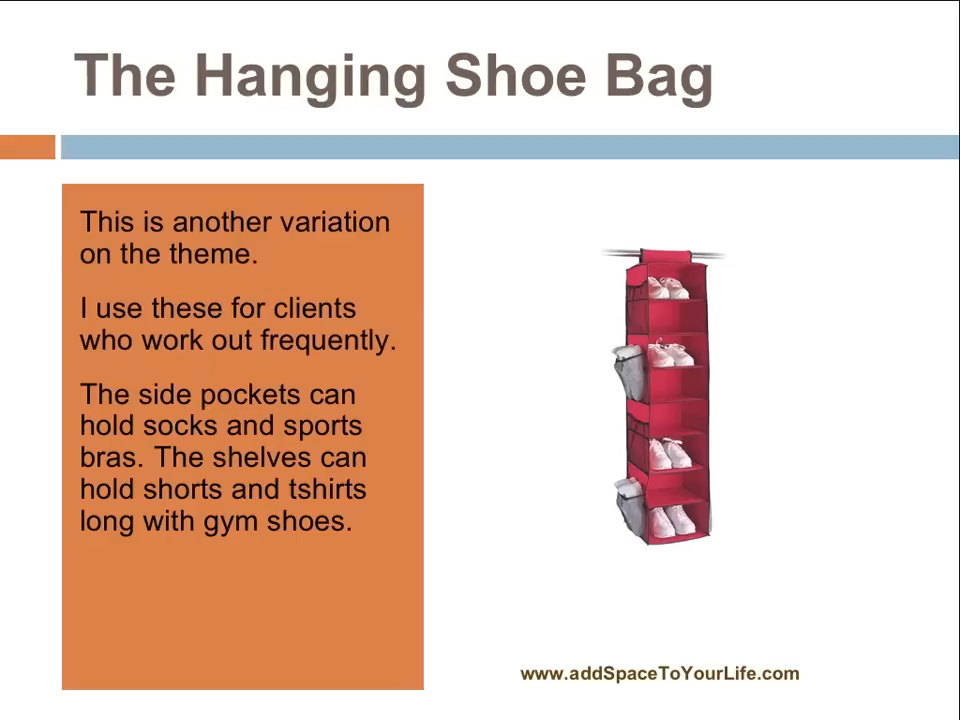 The Hanging Shoe Bag
This is another variation
on the theme.
I use these for clients
who work out frequently.
The side pockets can
hold socks and sports
bras. The shelves can
hold shorts and tshirts
long with gym shoes.
www.addSpaceToYourLife.com